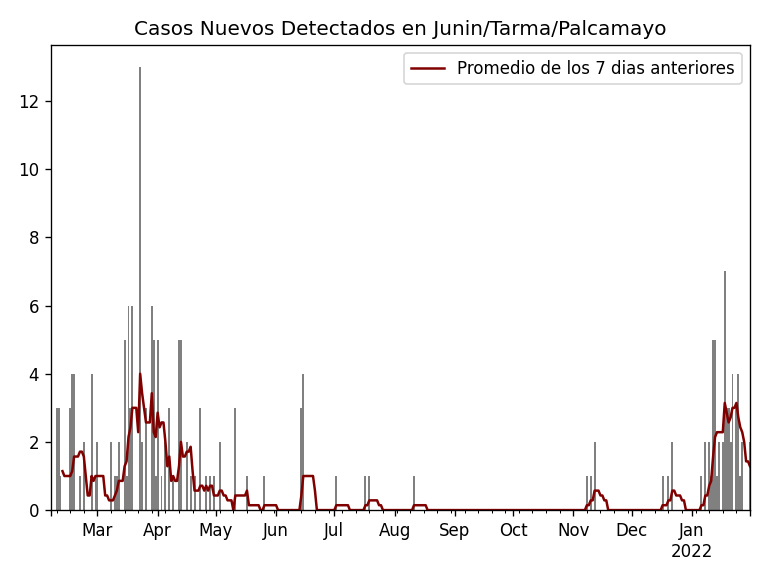 Casos Nuevos Detectados en Junin/Tarma/Palcamayo
Promedio de los 7 dias anteriores
12
10
8
6
4
2
0
Mar Apr May Jun Jul Aug Sep Oct Nov Dec Jan
2022